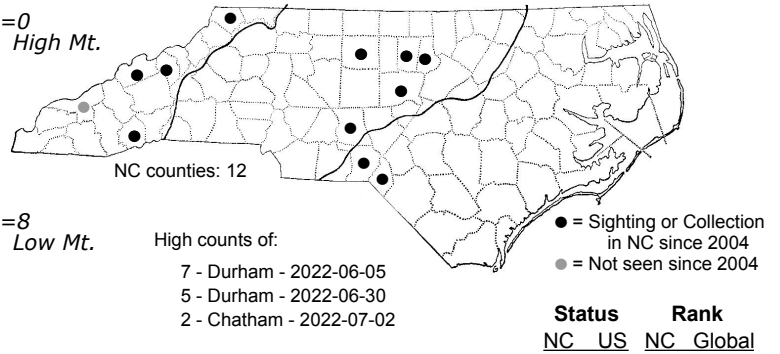 =0
High Mt.
NC counties: 12
=8
Low Mt.
High counts of:
7 - Durham - 2022-06-05
5 - Durham - 2022-06-30
2 - Chatham - 2022-07-02
● = Sighting or Collection
in NC since 2004
● = Not seen since 2004
Status Rank
NC US NC Global